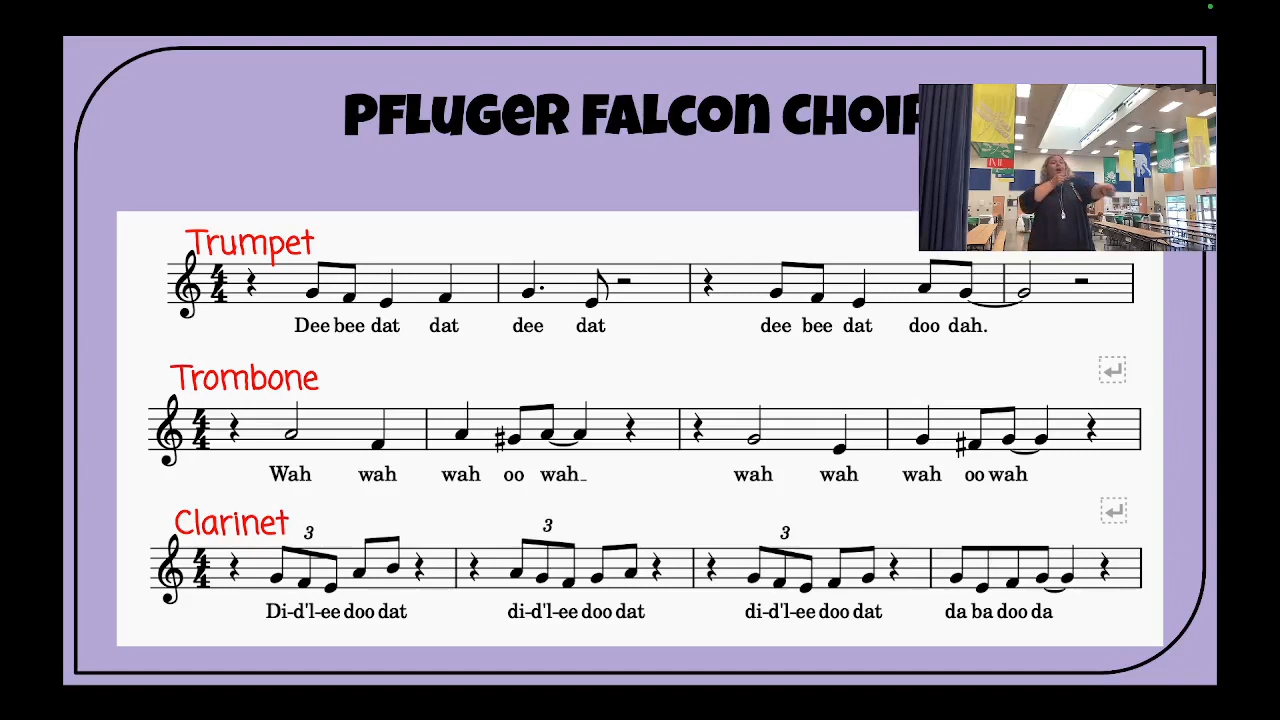 PFLUGER FALCON CHOIR
Trumpet
Dee bee dat dat dee dat dee bee dat doo dah.
Trombone
Wah wah wah oo wah wah wah wah oo wah
3 3 3
Clarinet
Di-d'l-ee doo dat di-d'l-ee doo dat di-d'l-ee doo dat da ba doo da